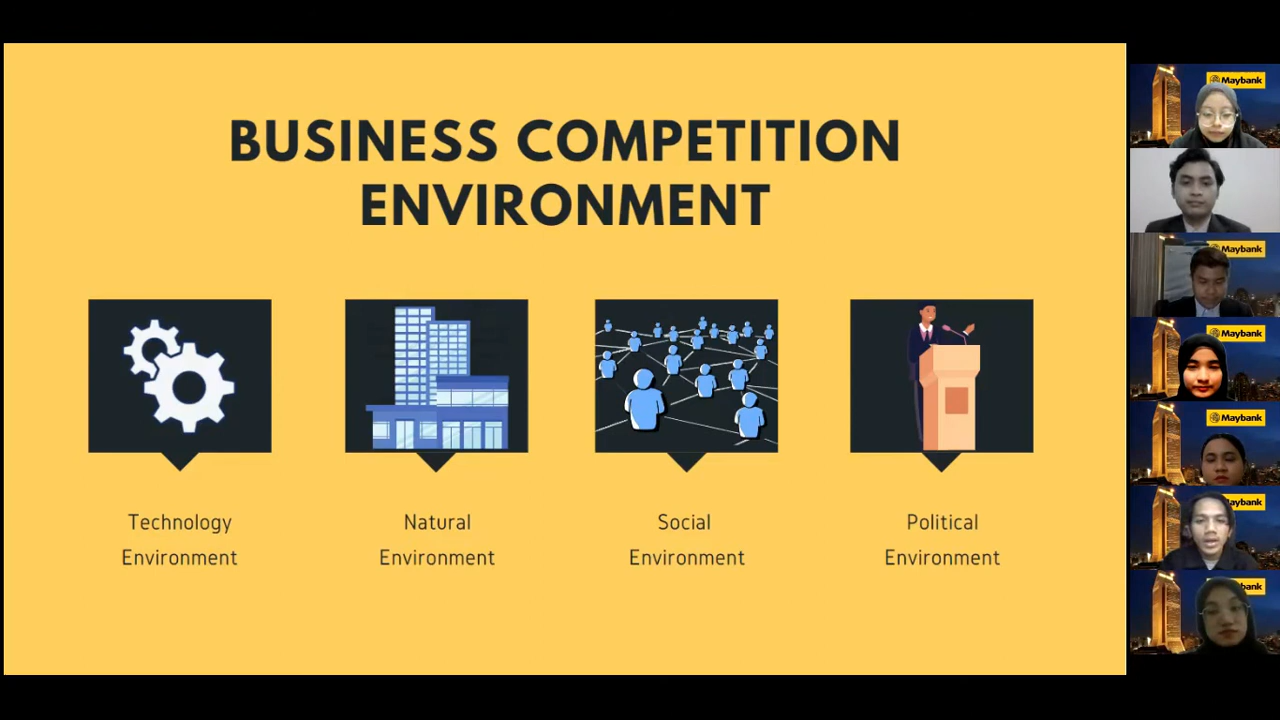 BUSINESS COMPETITION
ENVIRONMENT
Technology
Environment
Natural
Environment
Social
Environment
Political
Environment
Maybank
Maybank
Maybank
Maybank
Maybank
Maybank